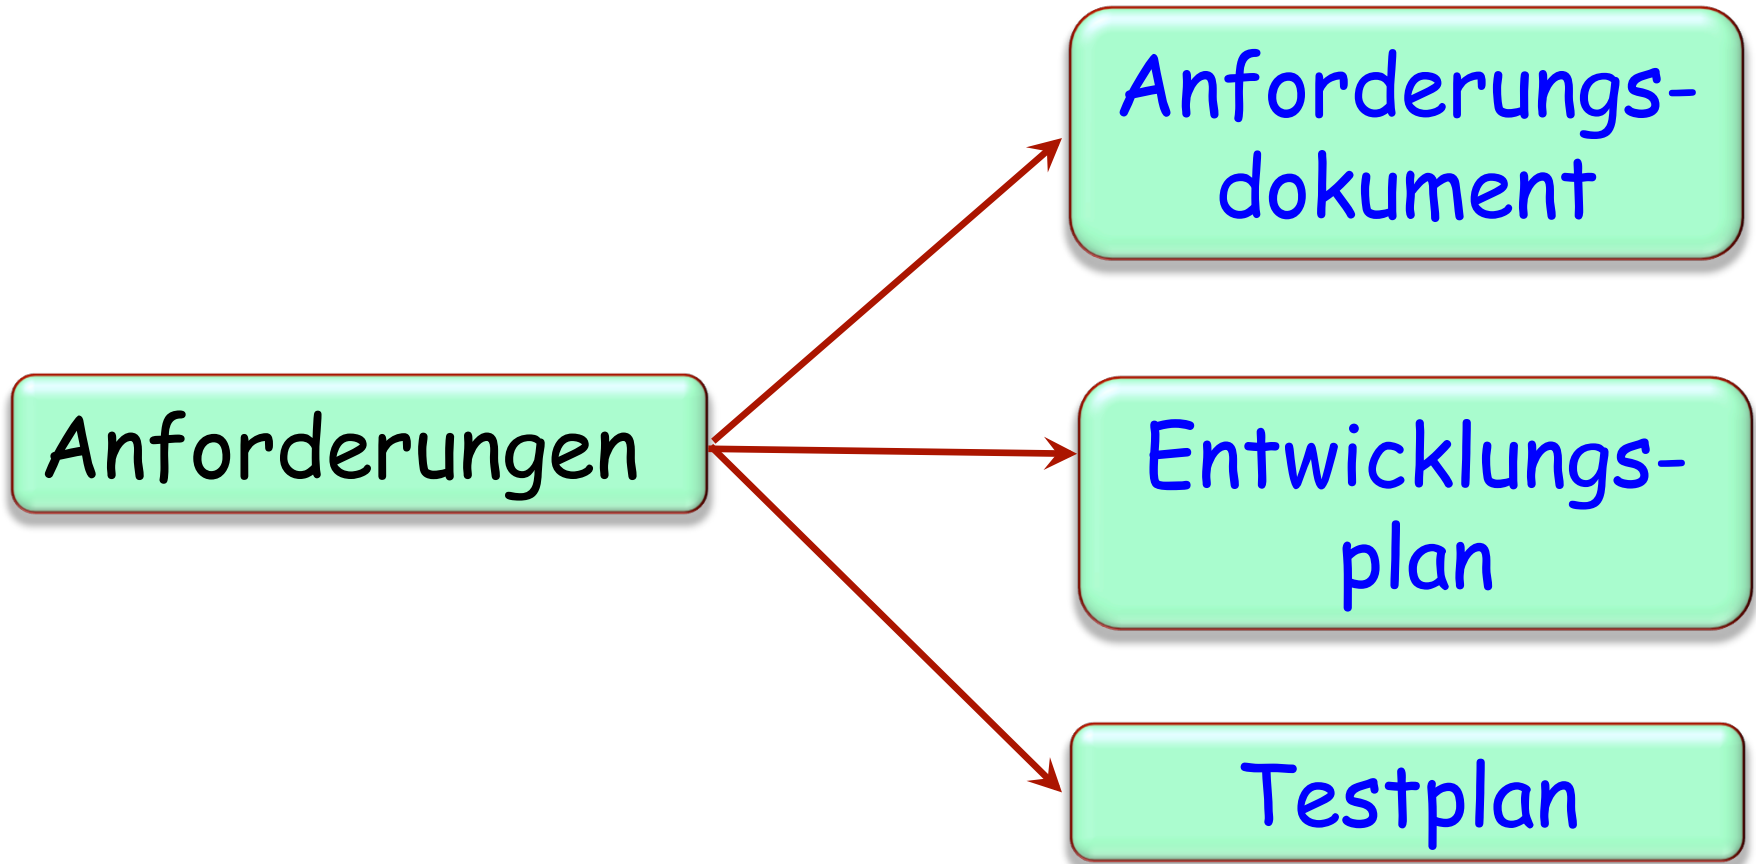 Anforderungs-
dokument
Anforderungen
Entwicklungs-
plan
Testplan